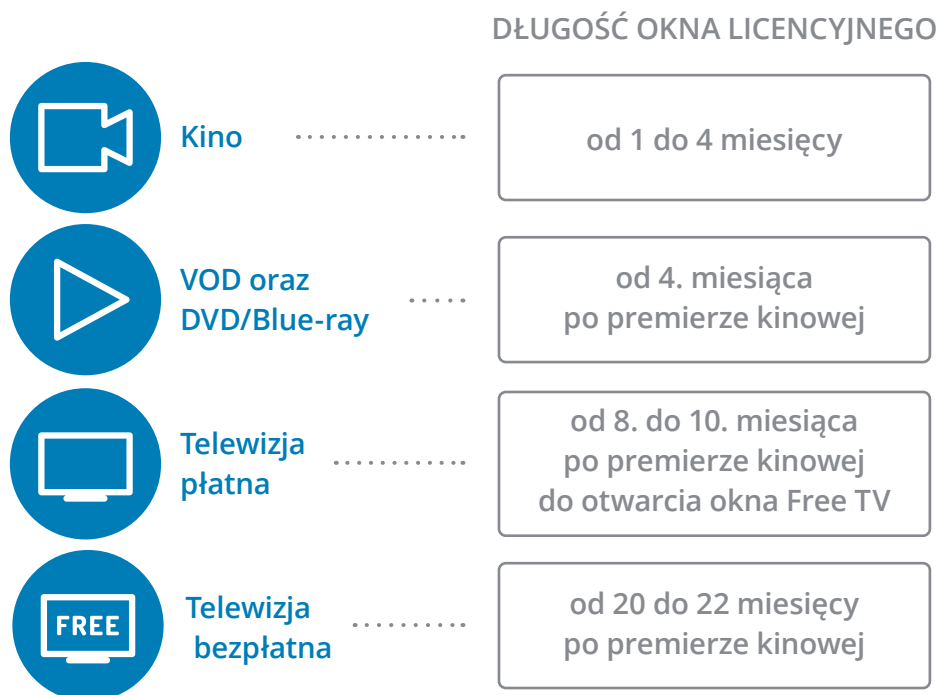 DŁUGOŚĆ OKNA LICENCYJNEGO
Kino
od 1 do 4 miesięcy
VOD oraz
DVD/Blue-ray
od 4. miesiąca
po premierze kinowej
Telewizja
płatna
od 8. do 10. miesiąca
po premierze kinowej
do otwarcia okna Free TV
FREE
Telewizja
bezpłatna
od 20 do 22 miesięcy
po premierze kinowej